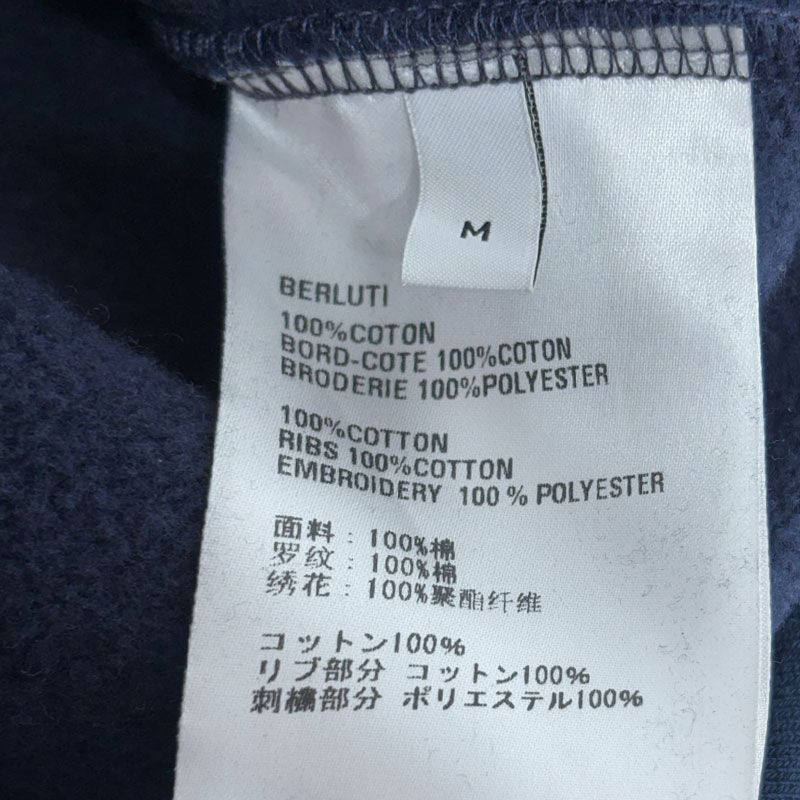 M
BERLUTI
100%COTON
BORD-COTE 100%COTON
BRODERIE 100%POLYESTER
100%COTTON
RIBS 100%COTTON
EMBROIDERY 100 % POLYESTER
面料：100%棉
罗纹：100%棉
绣花：100%聚酯纤维
コットン100%
リブ部分 コットン100%
刺繍部分 ポリエステル100%